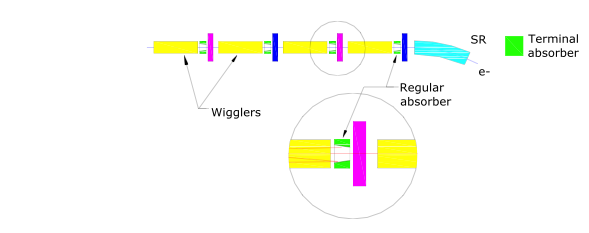 SR
Terminal
absorber
e-
Wigglers
Regular
absorber